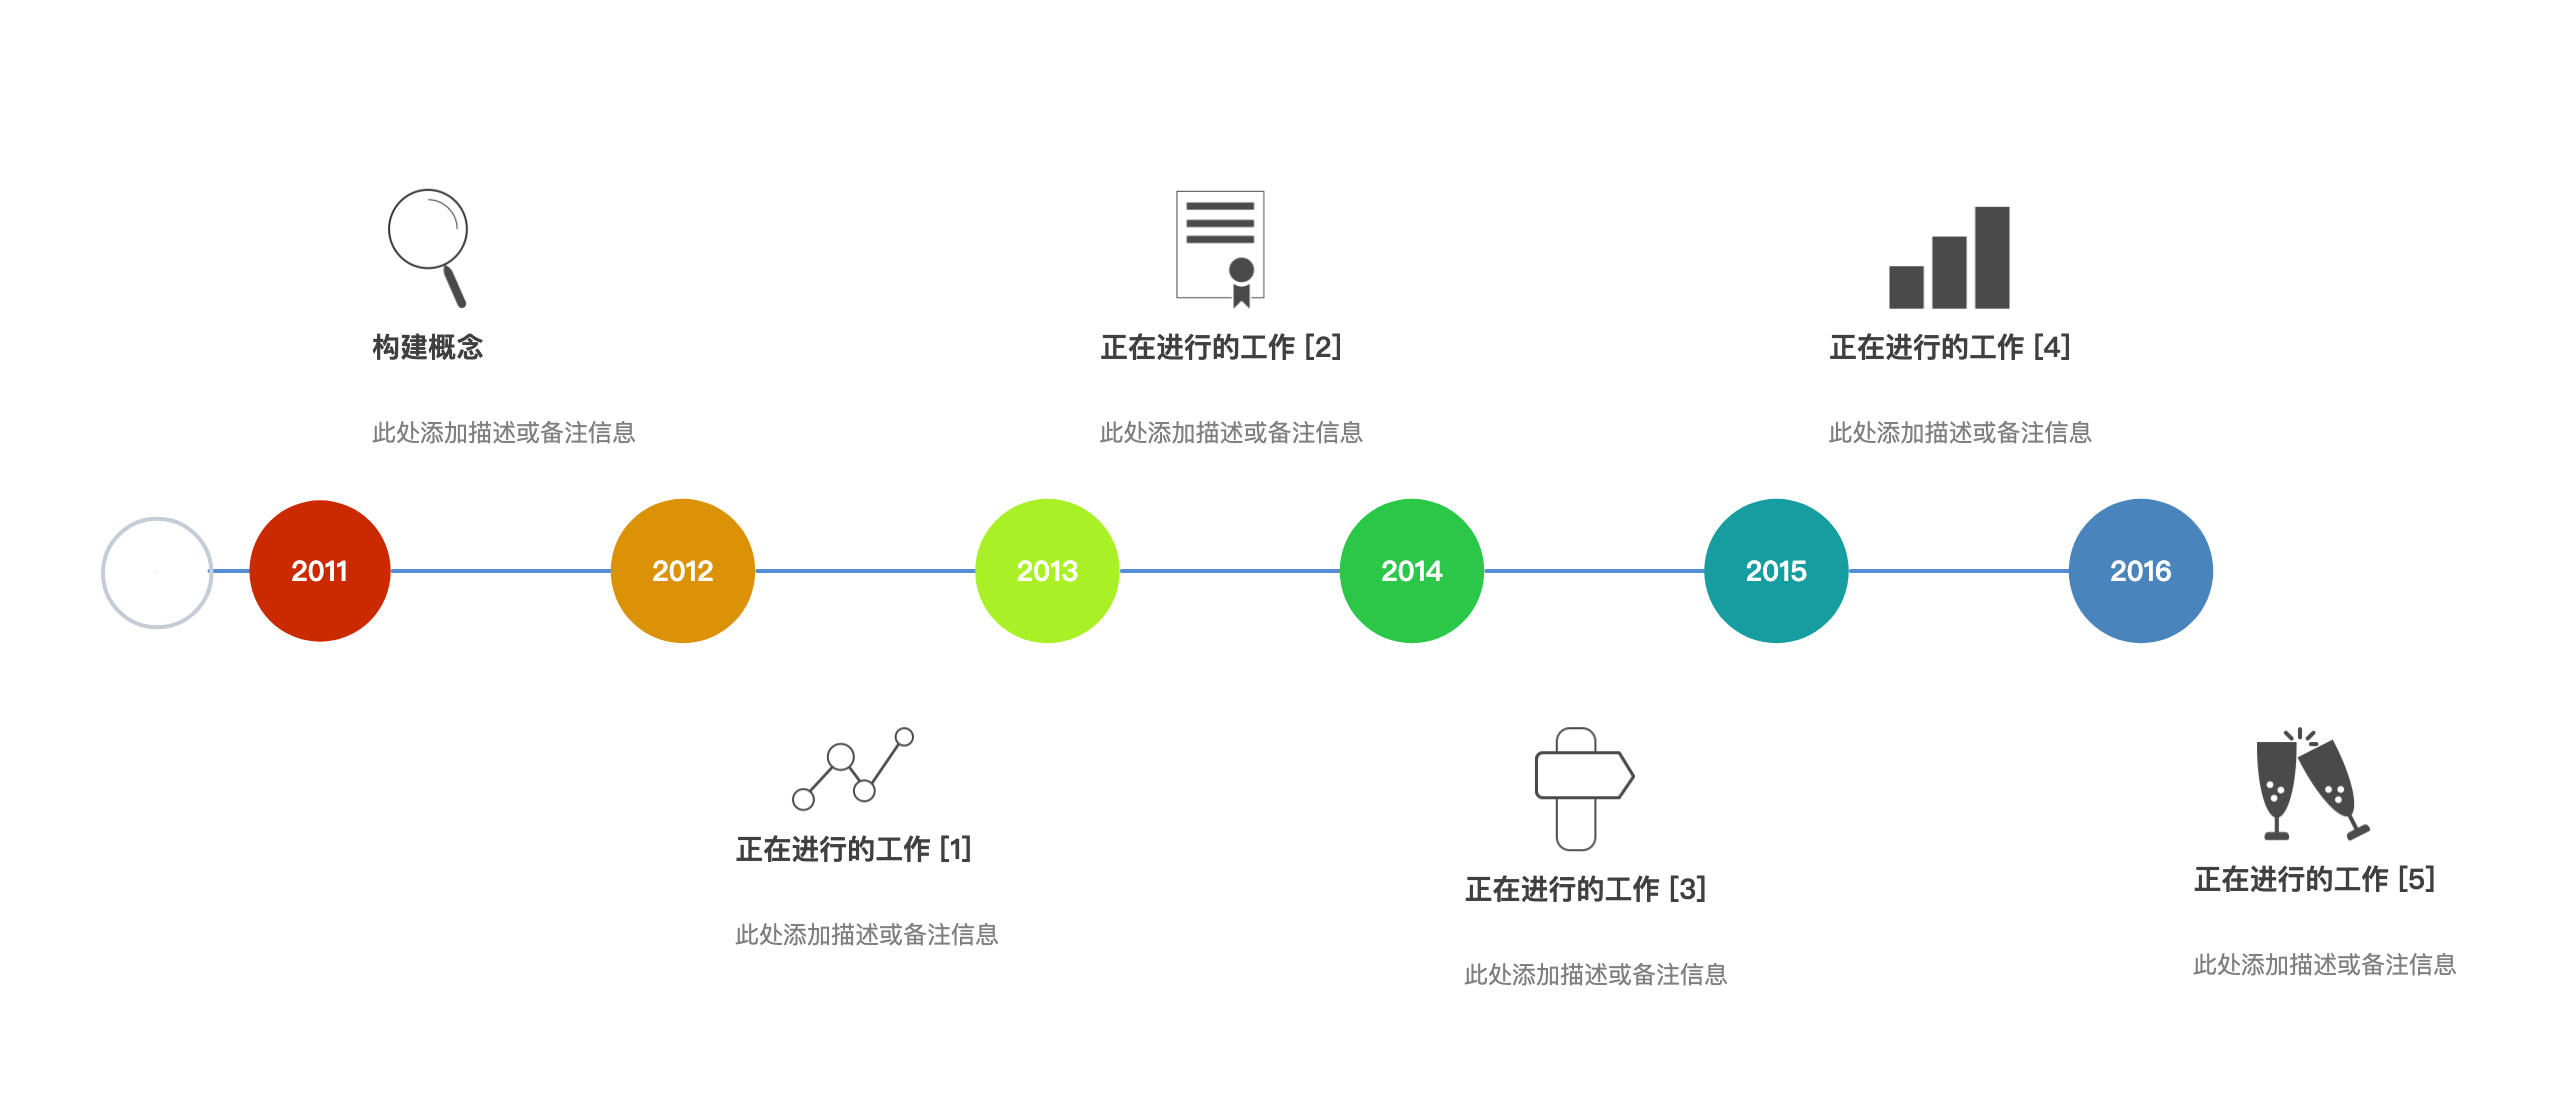 构建概念
此处添加描述或备注信息
正在进行的工作 [2]
此处添加描述或备注信息
正在进行的工作 [4]
此处添加描述或备注信息
2011
2012
2013
2014
2015
2016
正在进行的工作 [1]
此处添加描述或备注信息
正在进行的工作 [3]
此处添加描述或备注信息
正在进行的工作 [5]
此处添加描述或备注信息